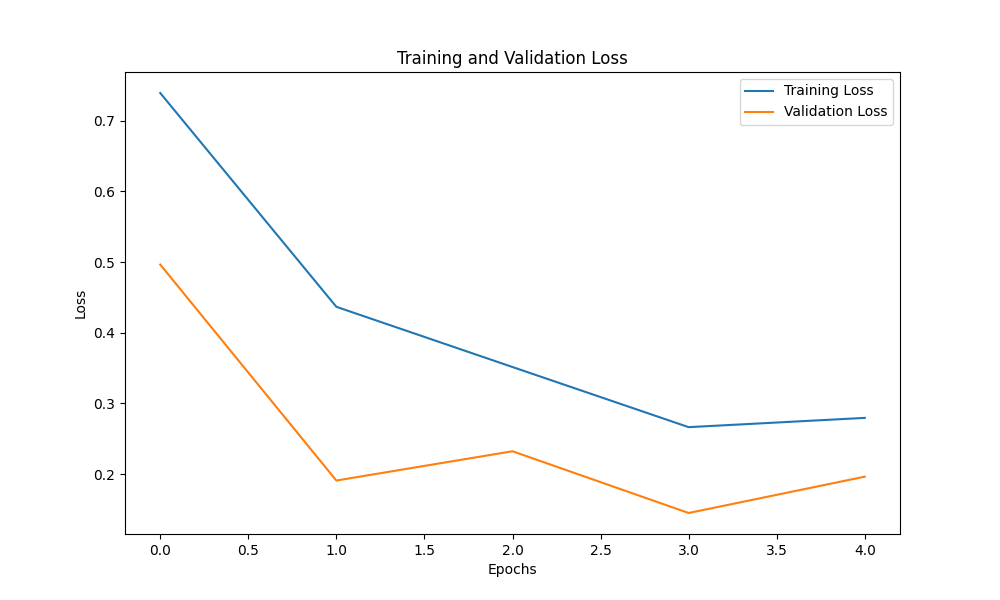 Training and Validation Loss
Training Loss
Validation Loss
Loss
0.7
0.6
0.5
0.4
0.3
0.2
0.0 0.5 1.0 1.5 2.0 2.5 3.0 3.5 4.0
Epochs